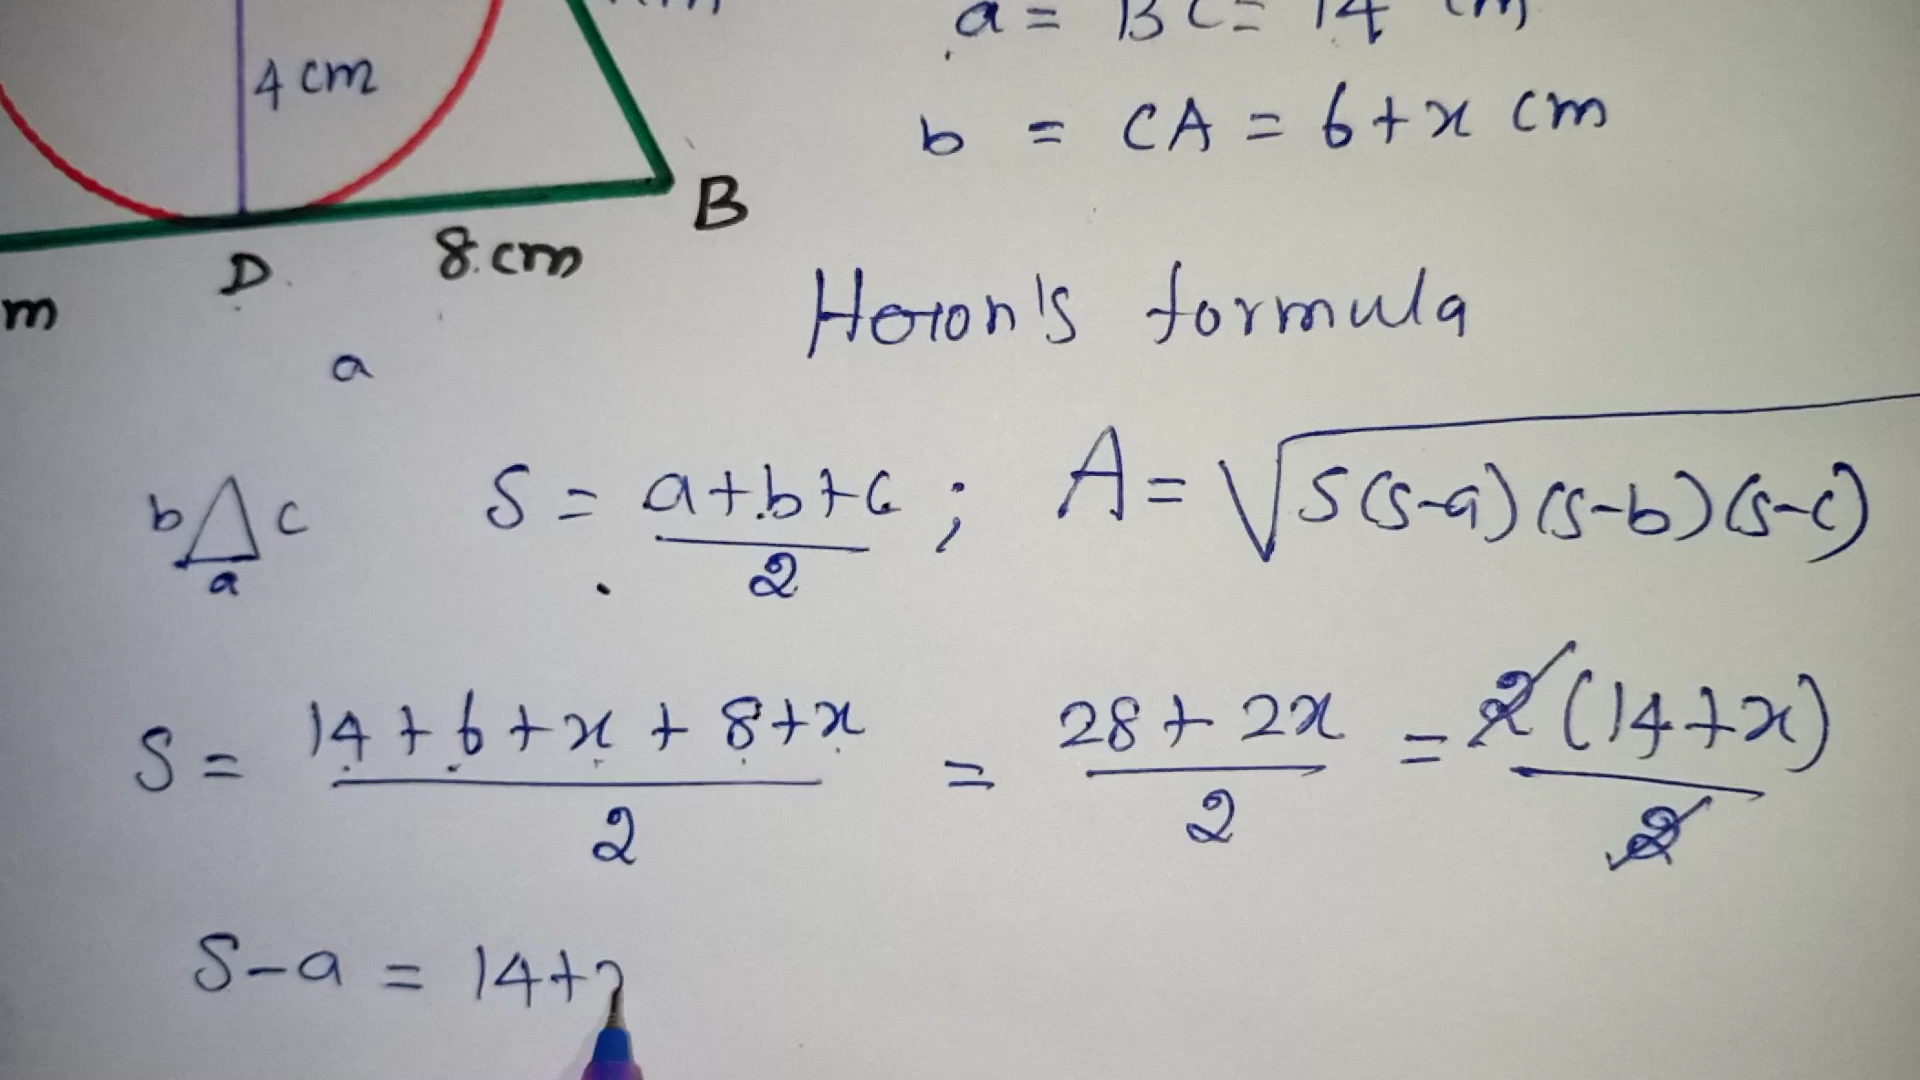 a = BC = 14 cm
4 cm
b = CA = 6+x cm
B
D 8 cm
m
Heron's formula
a
b c S = a+b+c ; A = √S(s-a)(s-b)(s-c)
a 2
S = 14+6+x+8+x = 28+2x = 2(14+x)
2 2 2
S-a = 14+